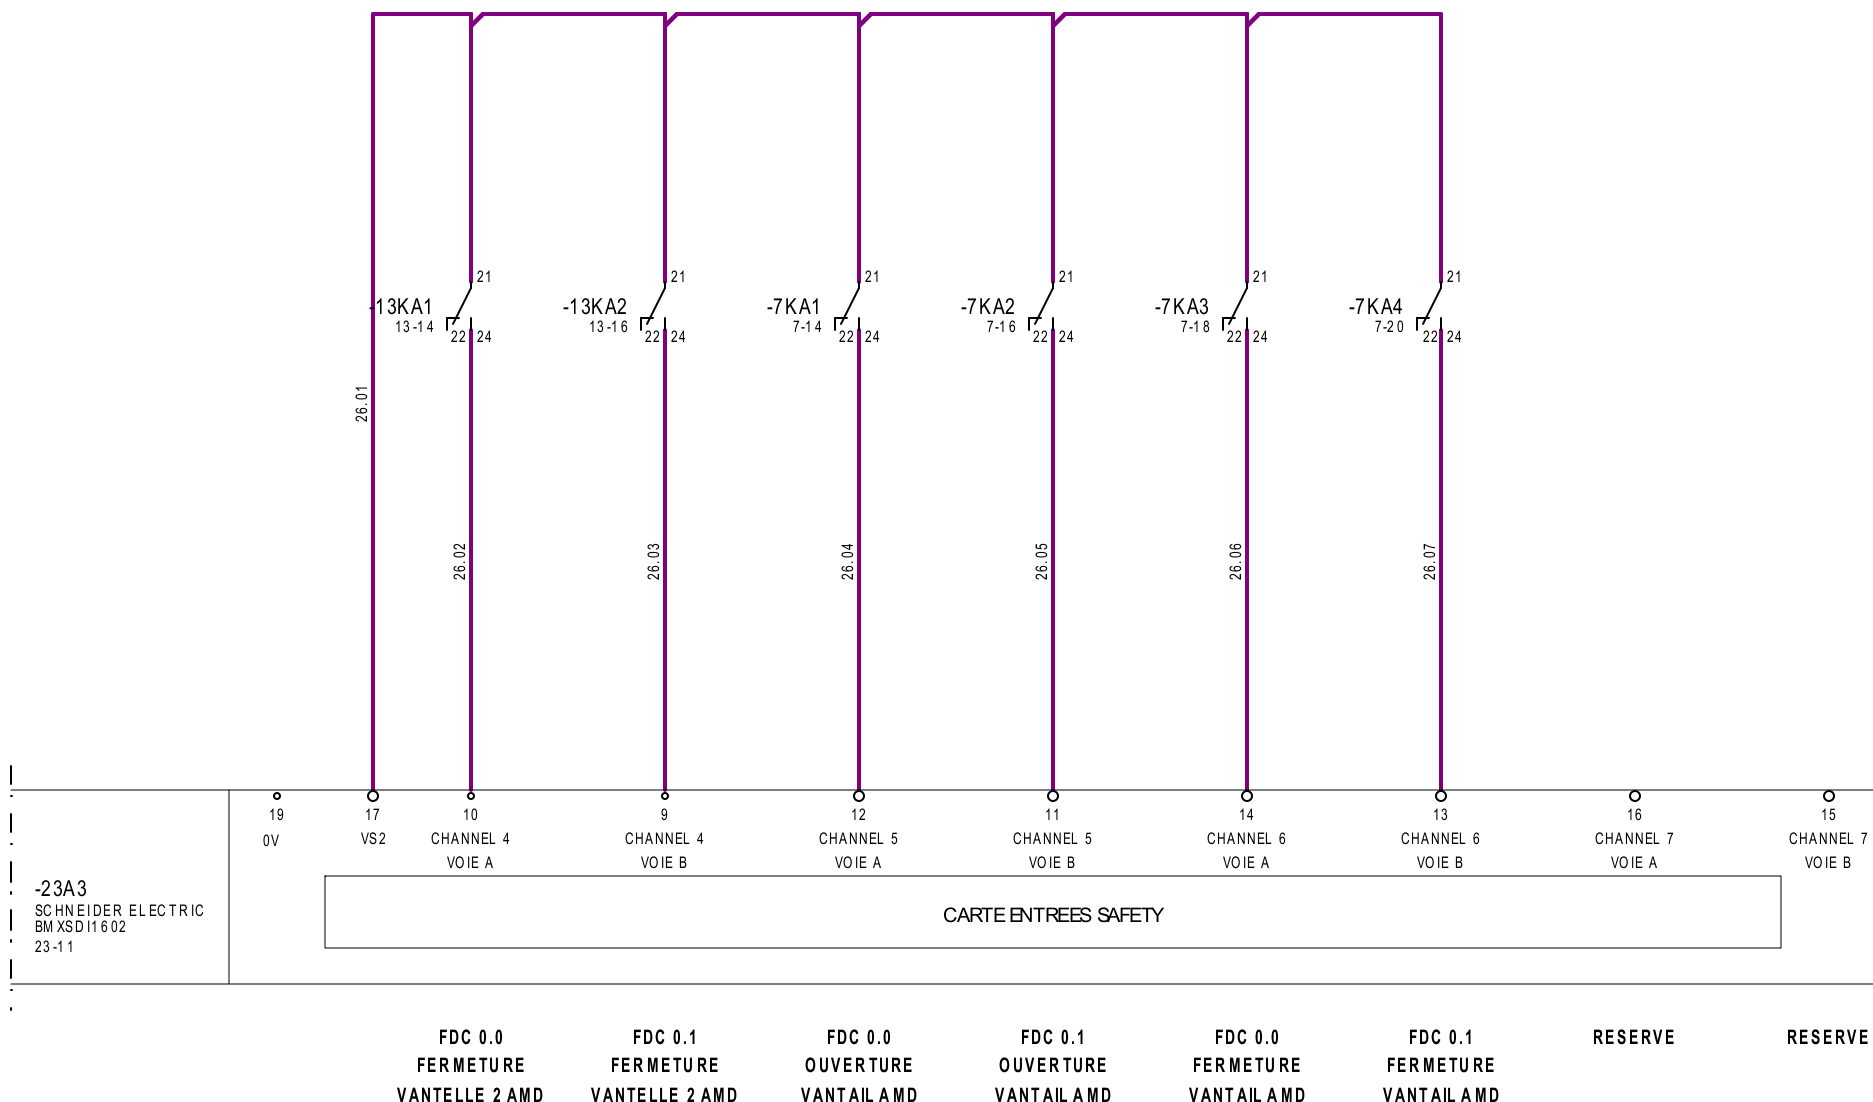 21 21 21 21 21 21
-13KA1 -13KA2 -7KA1 -7KA2 -7KA3 -7KA4
13-14 13-16 7-14 7-16 7-18 7-20
22 24 22 24 22 24 22 24 22 24 22 24
26.01
26.02 26.03 26.04 26.05 26.06 26.07
19 17 10 9 12 11 14 13 16 15
0V VS2 CHANNEL 4 CHANNEL 4 CHANNEL 5 CHANNEL 5 CHANNEL 6 CHANNEL 6 CHANNEL 7 CHANNEL 7
VOIE A VOIE B VOIE A VOIE B VOIE A VOIE B VOIE A VOIE B
-23A3
SCHNEIDER ELECTRIC
BMXSDI1602
23-11
CARTE ENTREES SAFETY
FDC 0.0 FDC 0.1 FDC 0.0 FDC 0.1 FDC 0.0 FDC 0.1 RESERVE RESERVE
FERMETURE FERMETURE OUVERTURE OUVERTURE FERMETURE FERMETURE
VANTELLE 2 AMD VANTELLE 2 AMD VANTAIL AMD VANTAIL AMD VANTAIL AMD VANTAIL AMD